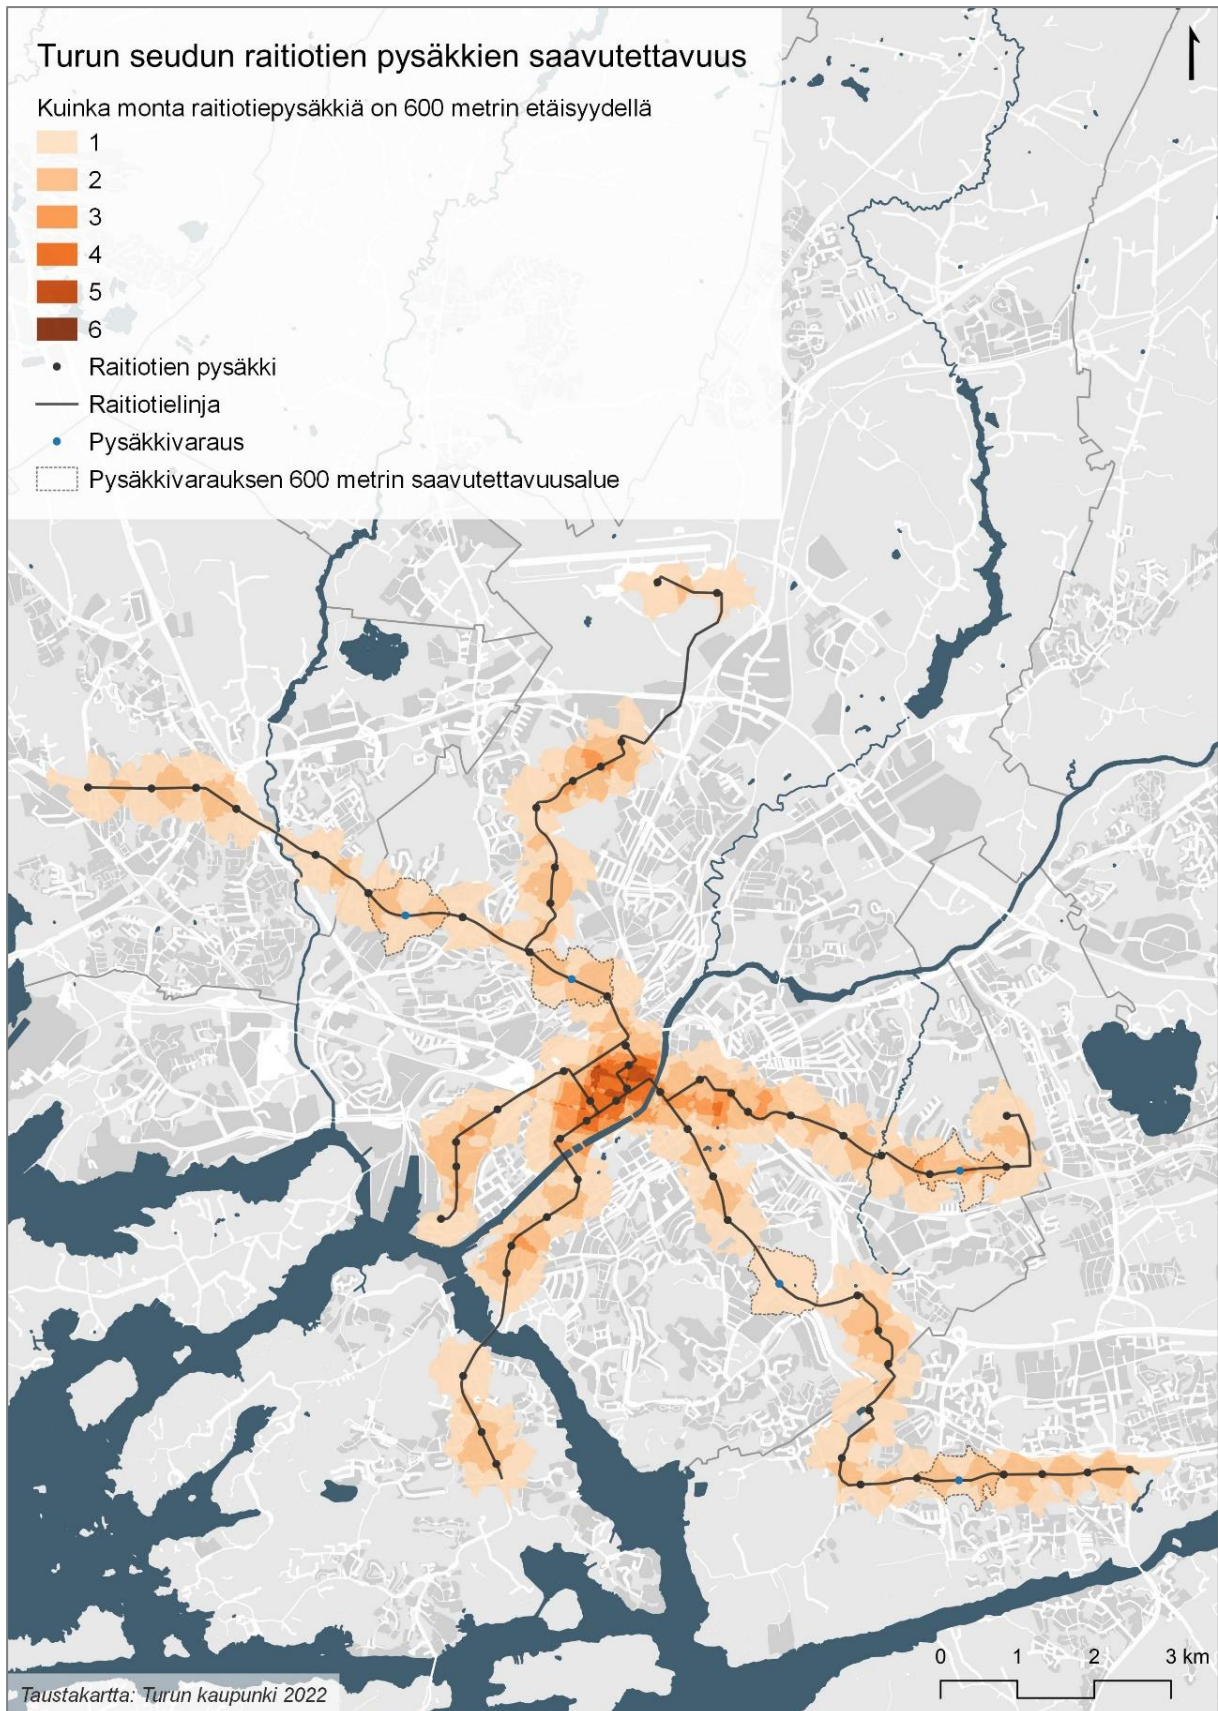 Turun seudun raitiotien pysäkkien saavutettavuus
Kuinka monta raitiotiepysäkkiä on 600 metrin etäisyydellä
1
2
3
4
5
6
Raitiotien pysäkki
Raitiotielinja
Pysäkkivaraus
Pysäkkivarauksen 600 metrin saavutettavuusalue
0 1 2 3 km
Taustakartta: Turun kaupunki 2022